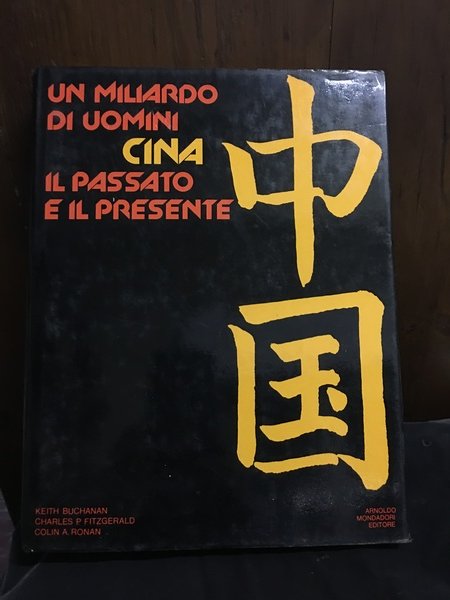 UN MILIARDO
DI UOMINI
CINA
IL PASSATO
E IL PRESENTE
中国
KEITH BUCHANAN
CHARLES P. FITZGERALD
COLIN A. RONAN
ARNOLDO
MONDADORI
EDITORE